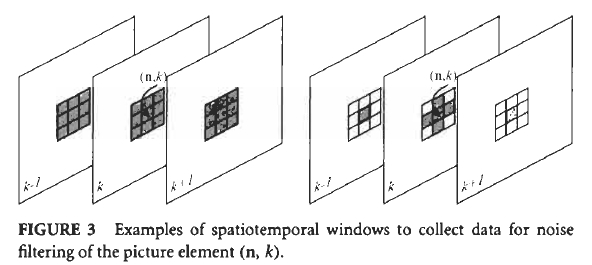 (n,k)
(n,k)
k-1
k
k+1
k-1
k
k+1
FIGURE 3 Examples of spatiotemporal windows to collect data for noise
filtering of the picture element (n, k).